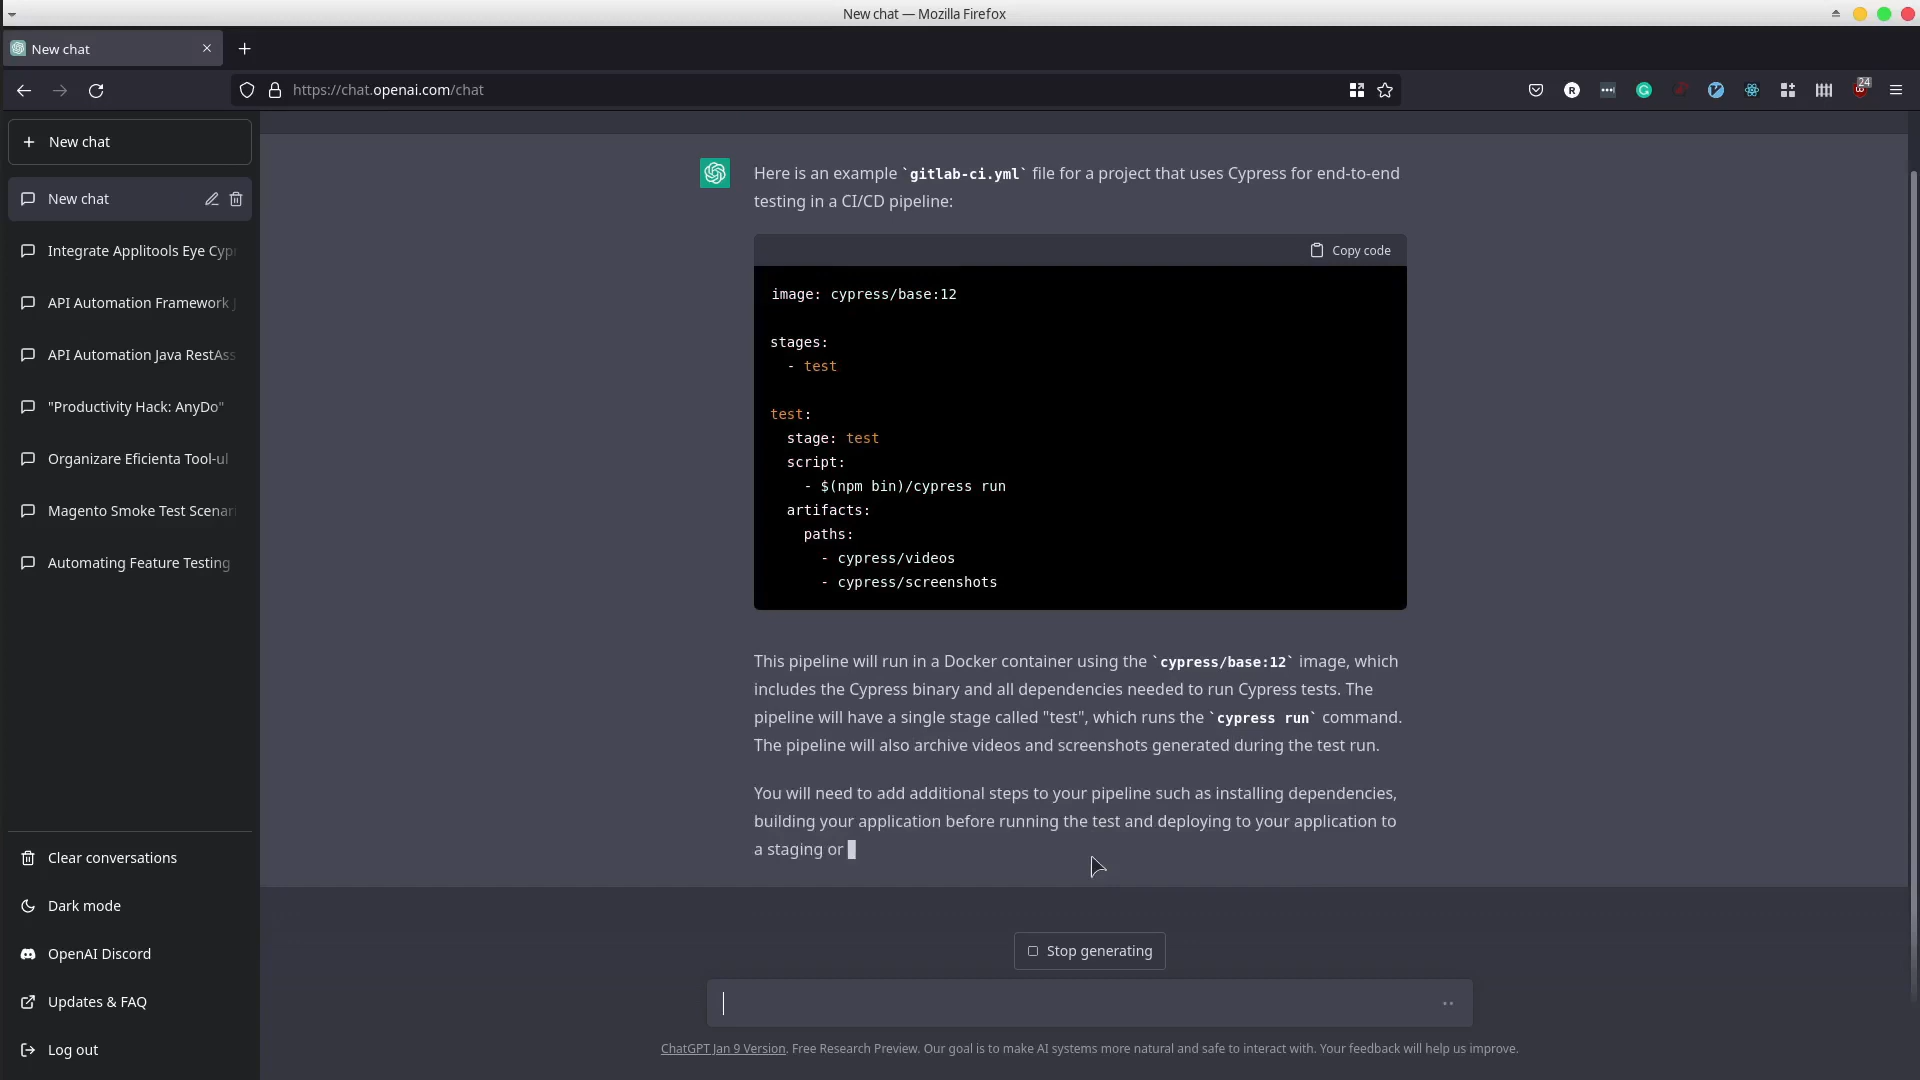 New chat — Mozilla Firefox
New chat
https://chat.openai.com/chat
24
New chat
New chat
Integrate Applitools Eye Cyp
API Automation Framework
API Automation Java RestAss
"Productivity Hack: AnyDo"
Organizare Eficienta Tool-ul
Magento Smoke Test Scenar
Automating Feature Testing
Clear conversations
Dark mode
OpenAI Discord
Updates & FAQ
Log out
Here is an example `gitlab-ci.yml` file for a project that uses Cypress for end-to-end
testing in a CI/CD pipeline:
Copy code
image: cypress/base:12
stages:
  - test
test:
  stage: test
  script:
    - $(npm bin)/cypress run
  artifacts:
    paths:
      - cypress/videos
      - cypress/screenshots
This pipeline will run in a Docker container using the `cypress/base:12` image, which
includes the Cypress binary and all dependencies needed to run Cypress tests. The
pipeline will have a single stage called "test", which runs the `cypress run` command.
The pipeline will also archive videos and screenshots generated during the test run.
You will need to add additional steps to your pipeline such as installing dependencies,
building your application before running the test and deploying to your application to
a staging or
Stop generating
ChatGPT Jan 9 Version. Free Research Preview. Our goal is to make AI systems more natural and safe to interact with. Your feedback will help us improve.